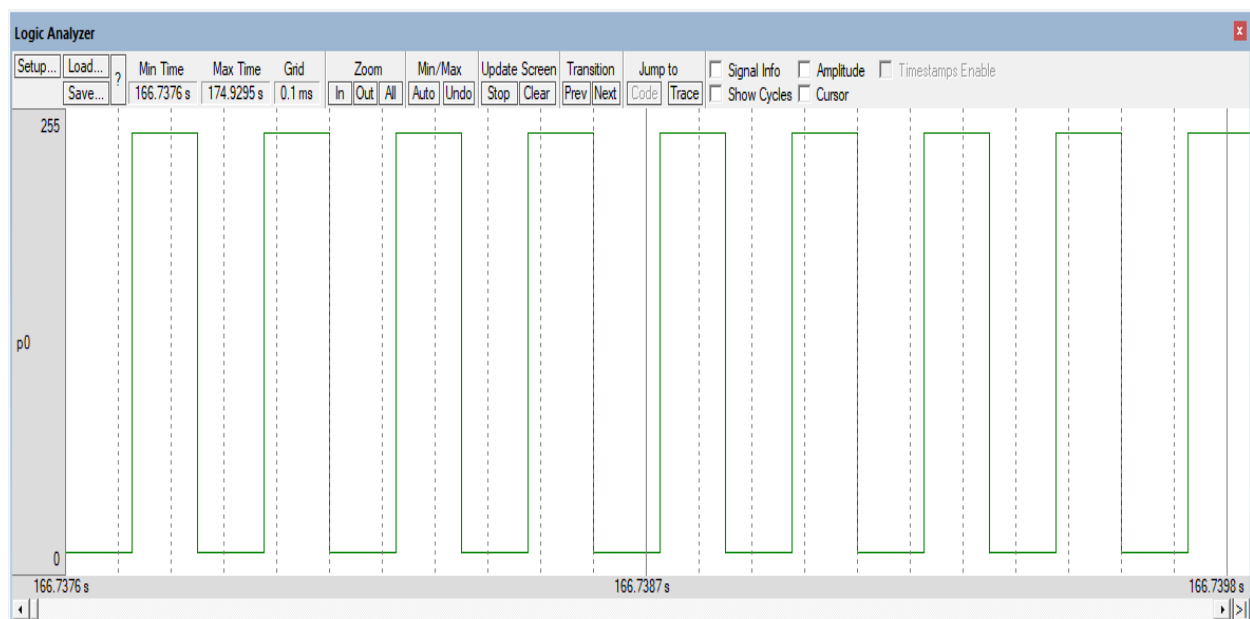 Logic Analyzer
x
Setup... Load... ? Min Time Max Time Grid Zoom Min/Max Update Screen Transition Jump to Signal Info Amplitude Timestamps Enable
Save... 166.7376 s 174.9295 s 0.1 ms In Out All Auto Undo Stop Clear Prev Next Code Trace Show Cycles Cursor
255
p0
0
166.7376 s 166.7387 s 166.7398 s